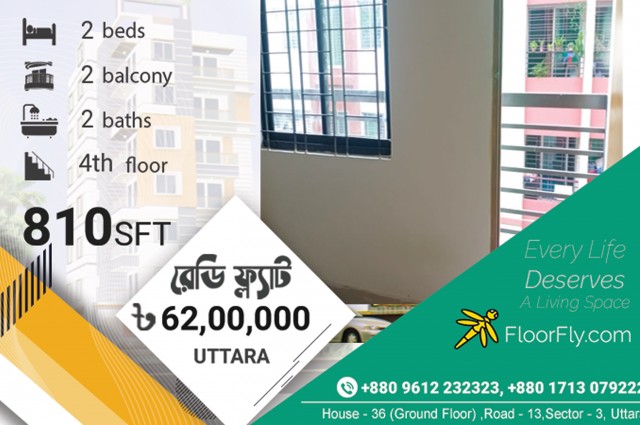 2 beds
2 balcony
2 baths
4th floor
810SFT
রেডি ফ্ল্যাট
৳ 62,00,000
UTTARA
Every Life
Deserves
A Living Space
FloorFly.com
+880 9612 232323, +880 1713 079222
House - 36 (Ground Floor) ,Road - 13,Sector - 3, Uttara